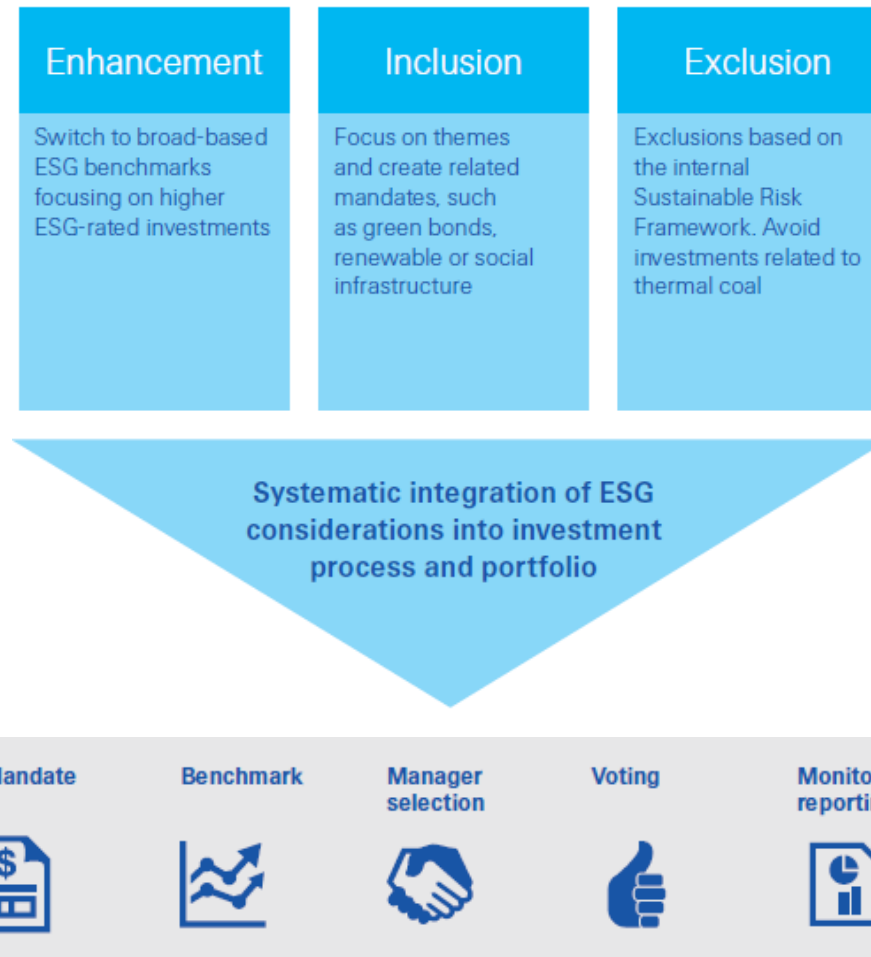 Enhancement
Switch to broad-based
ESG benchmarks
focusing on higher
ESG-rated investments
Inclusion
Focus on themes
and create related
mandates, such
as green bonds,
renewable or social
infrastructure
Exclusion
Exclusions based on
the internal
Sustainable Risk
Framework. Avoid
investments related to
thermal coal
Systematic integration of ESG
considerations into investment
process and portfolio
Benchmark
Manager
selection
Voting
$